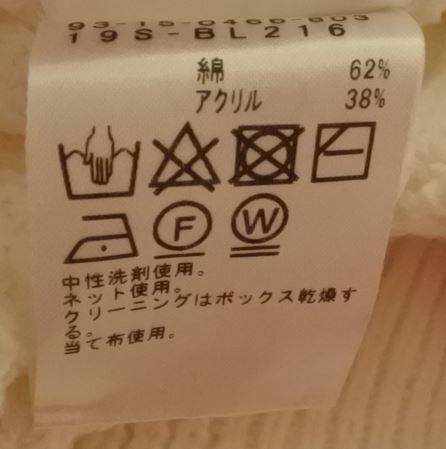 19S-BL216
綿 62%
アクリル 38%
F W
中性洗剤使用。
ネット使用。
クリーニングはボックス乾燥す
る。
当て布使用。